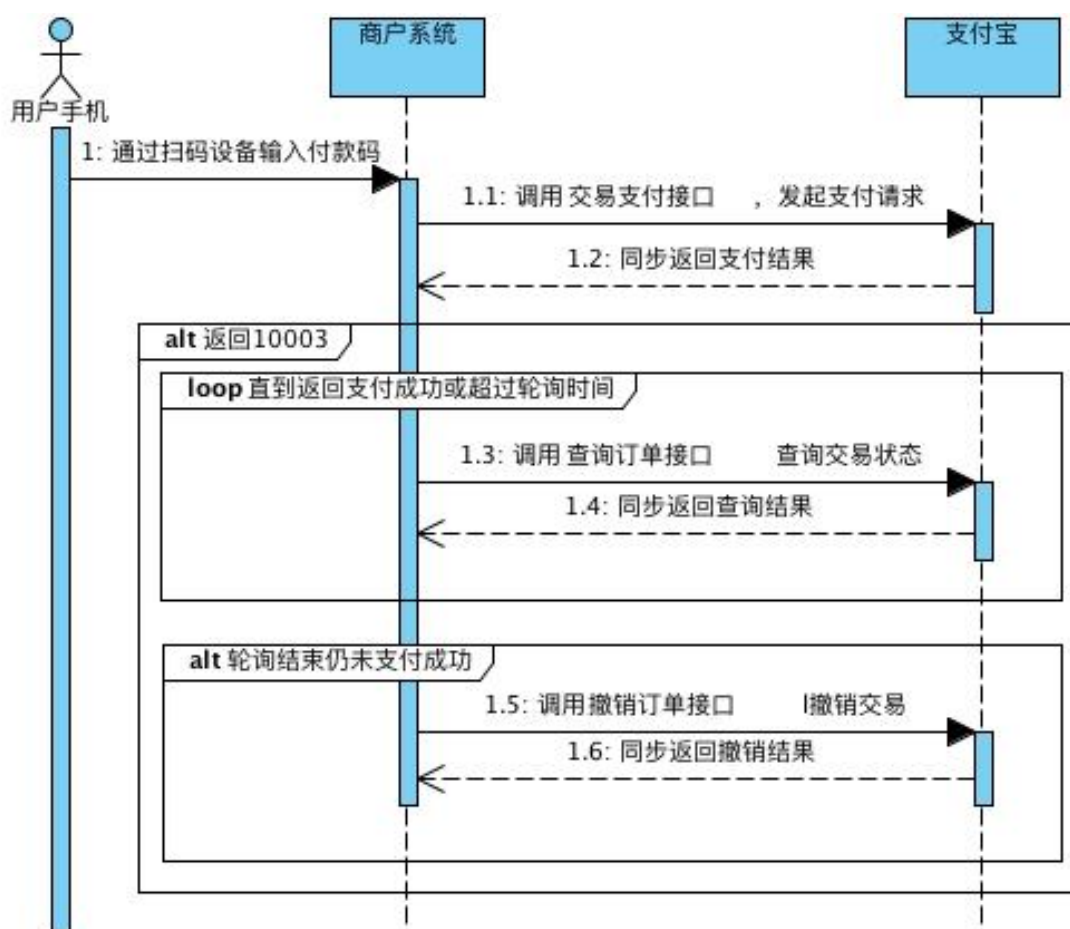 商户系统
支付宝
用户手机
1: 通过扫码设备输入付款码
1.1: 调用 交易支付接口 ，发起支付请求
1.2: 同步返回支付结果
alt 返回10003
loop 直到返回支付成功或超过轮询时间
1.3: 调用 查询订单接口 查询交易状态
1.4: 同步返回查询结果
alt 轮询结束仍未支付成功
1.5: 调用撤销订单接口 l撤销交易
1.6: 同步返回撤销结果